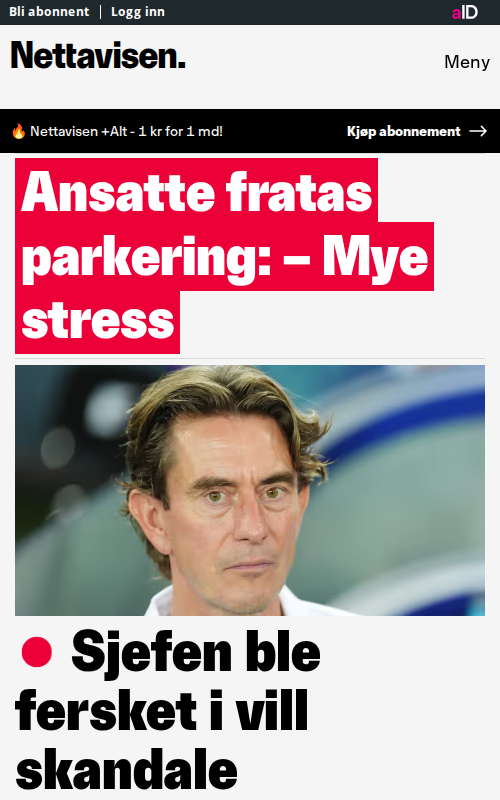 Bli abonnent | Logg inn
aID
Nettavisen.
Meny
🔥 Nettavisen +Alt - 1 kr for 1 md!
Kjøp abonnement →
Ansatte fratas
parkering: – Mye
stress
Sjefen ble
fersket i vill
skandale